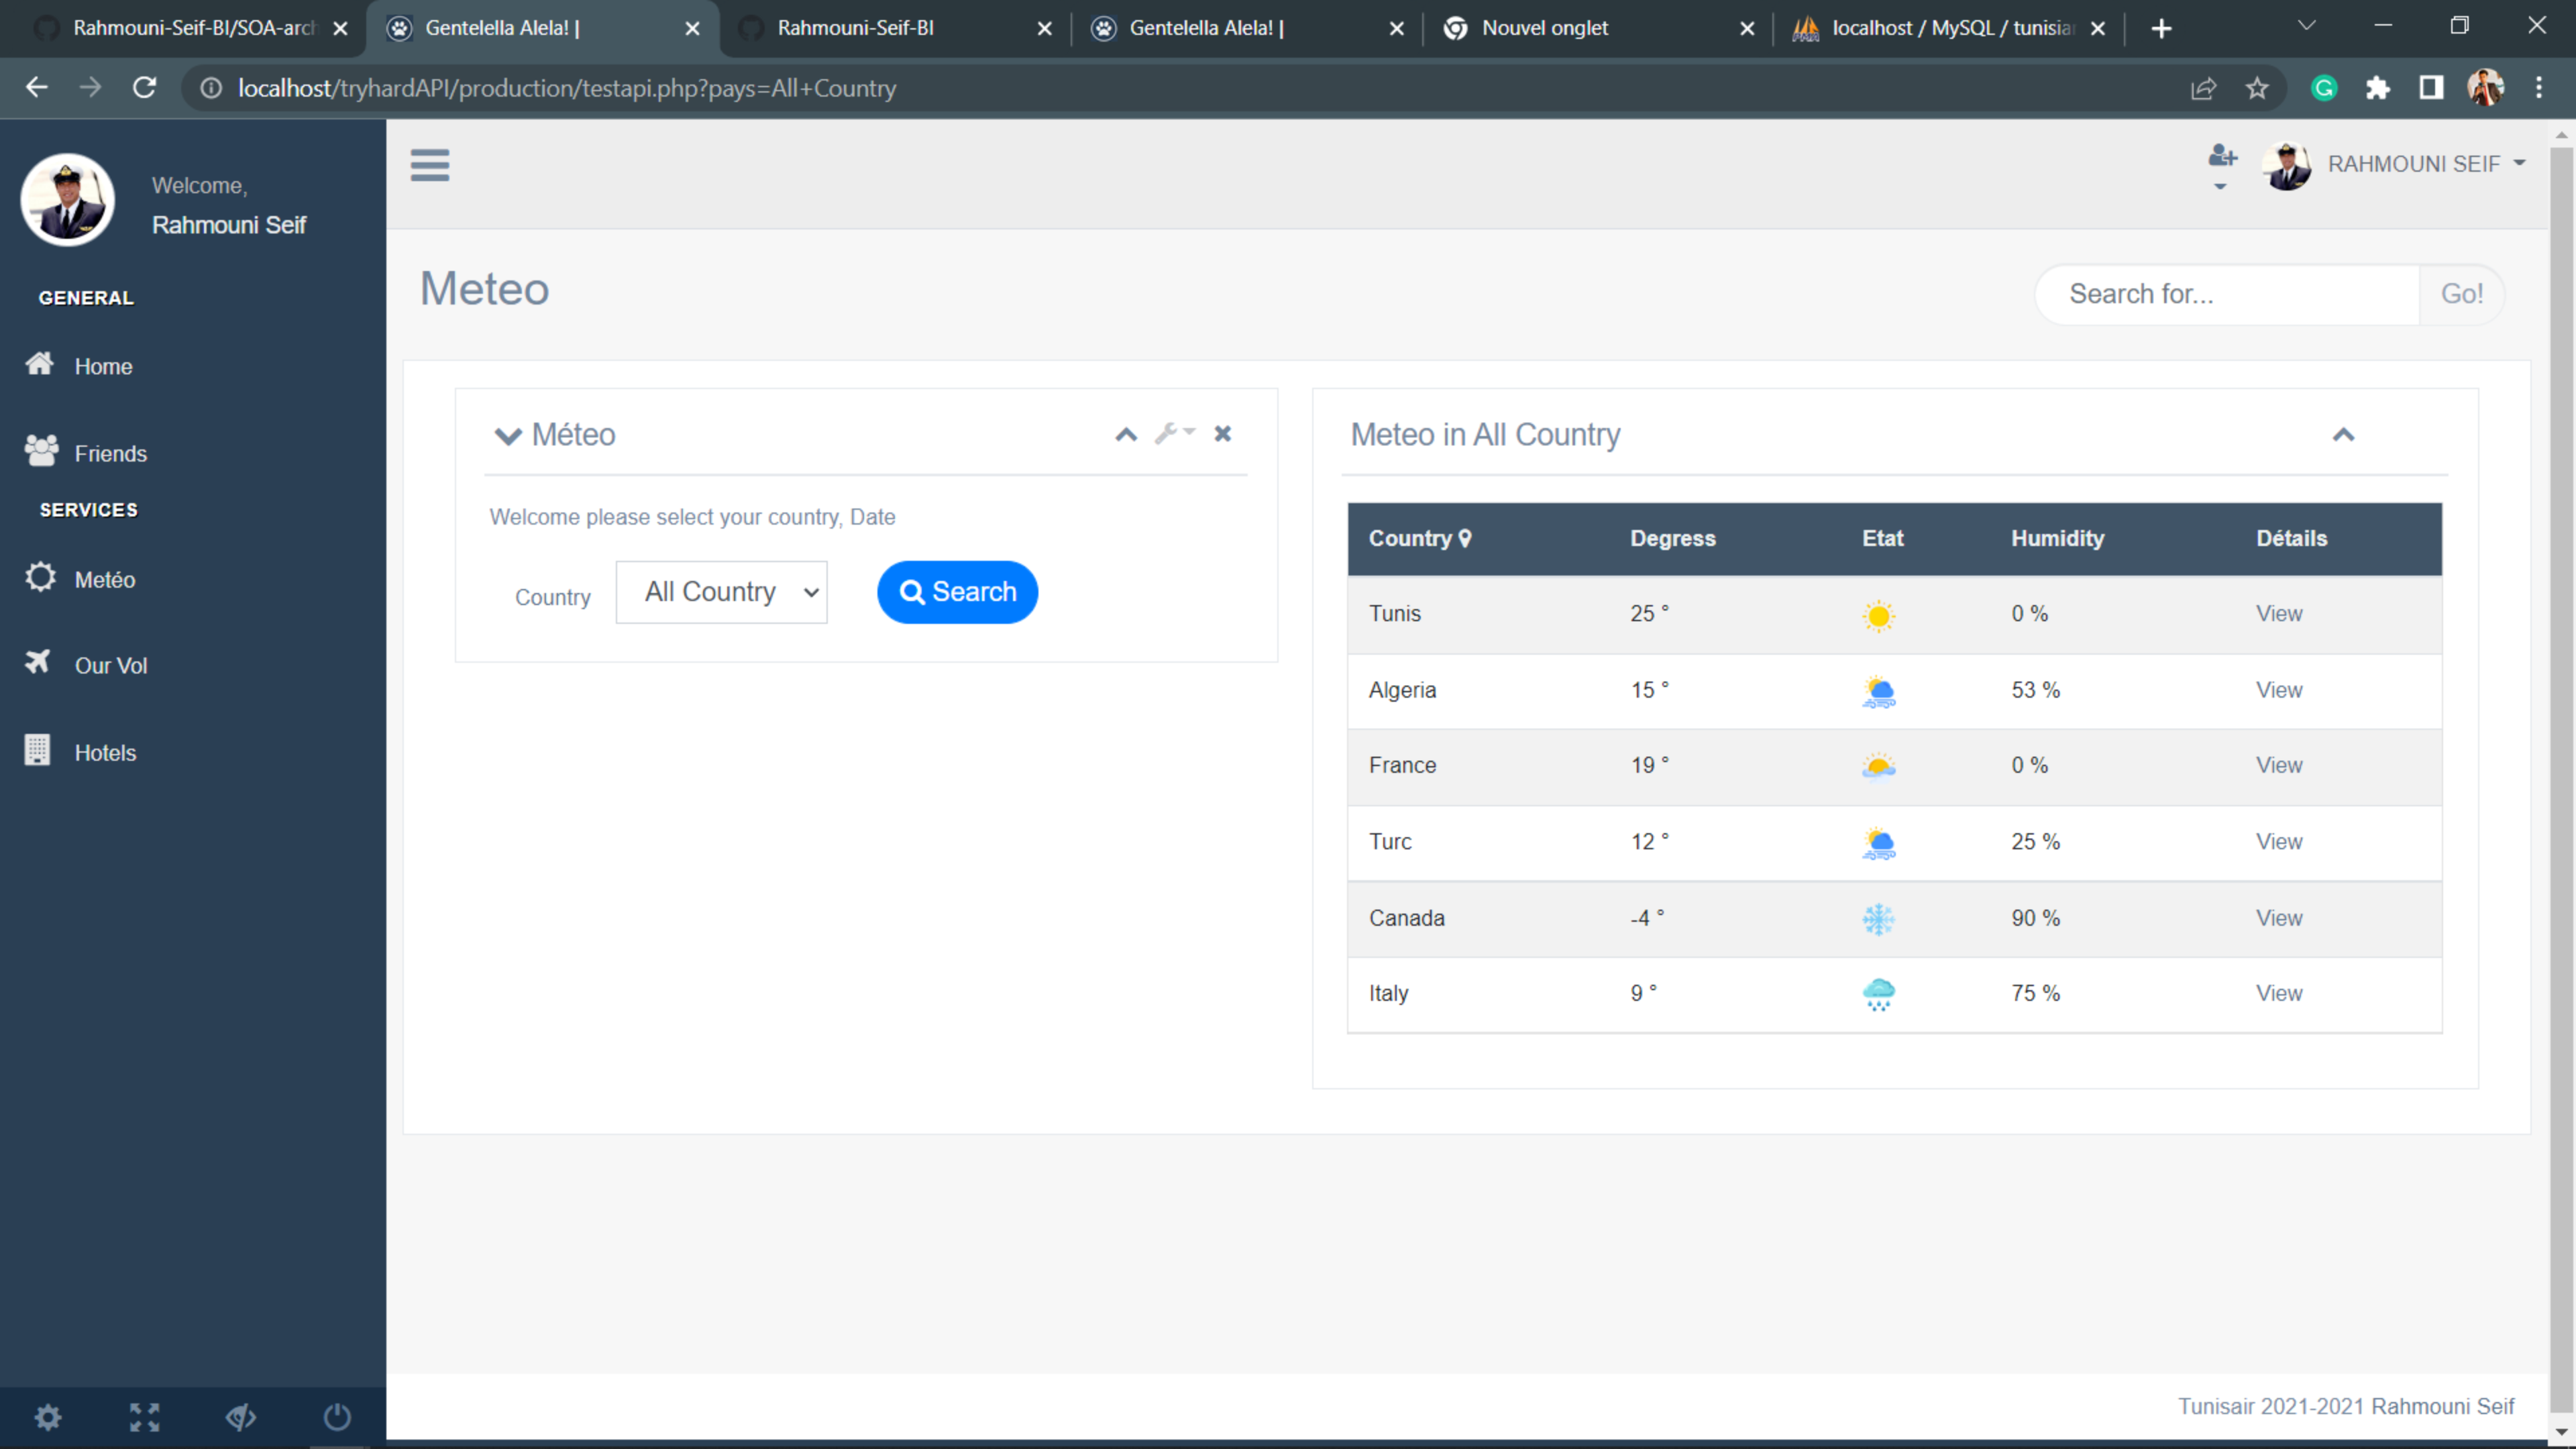 Rahmouni-Seif-BI/SOA-arch
Gentelella Alela! |
Rahmouni-Seif-BI
Gentelella Alela! |
Nouvel onglet
localhost / MySQL / tunisiar
localhost/tryhardAPI/production/testapi.php?pays=All+Country
Welcome,
Rahmouni Seif
GENERAL
Home
Friends
SERVICES
Metéo
Our Vol
Hotels
RAHMOUNI SEIF
Meteo
Search for...
Go!
Méteo
Welcome please select your country, Date
Country
All Country
Search
Meteo in All Country
Country Degress Etat Humidity Détails
Tunis 25 ° 0 % View
Algeria 15 ° 53 % View
France 19 ° 0 % View
Turc 12 ° 25 % View
Canada -4 ° 90 % View
Italy 9 ° 75 % View
Tunisair 2021-2021 Rahmouni Seif